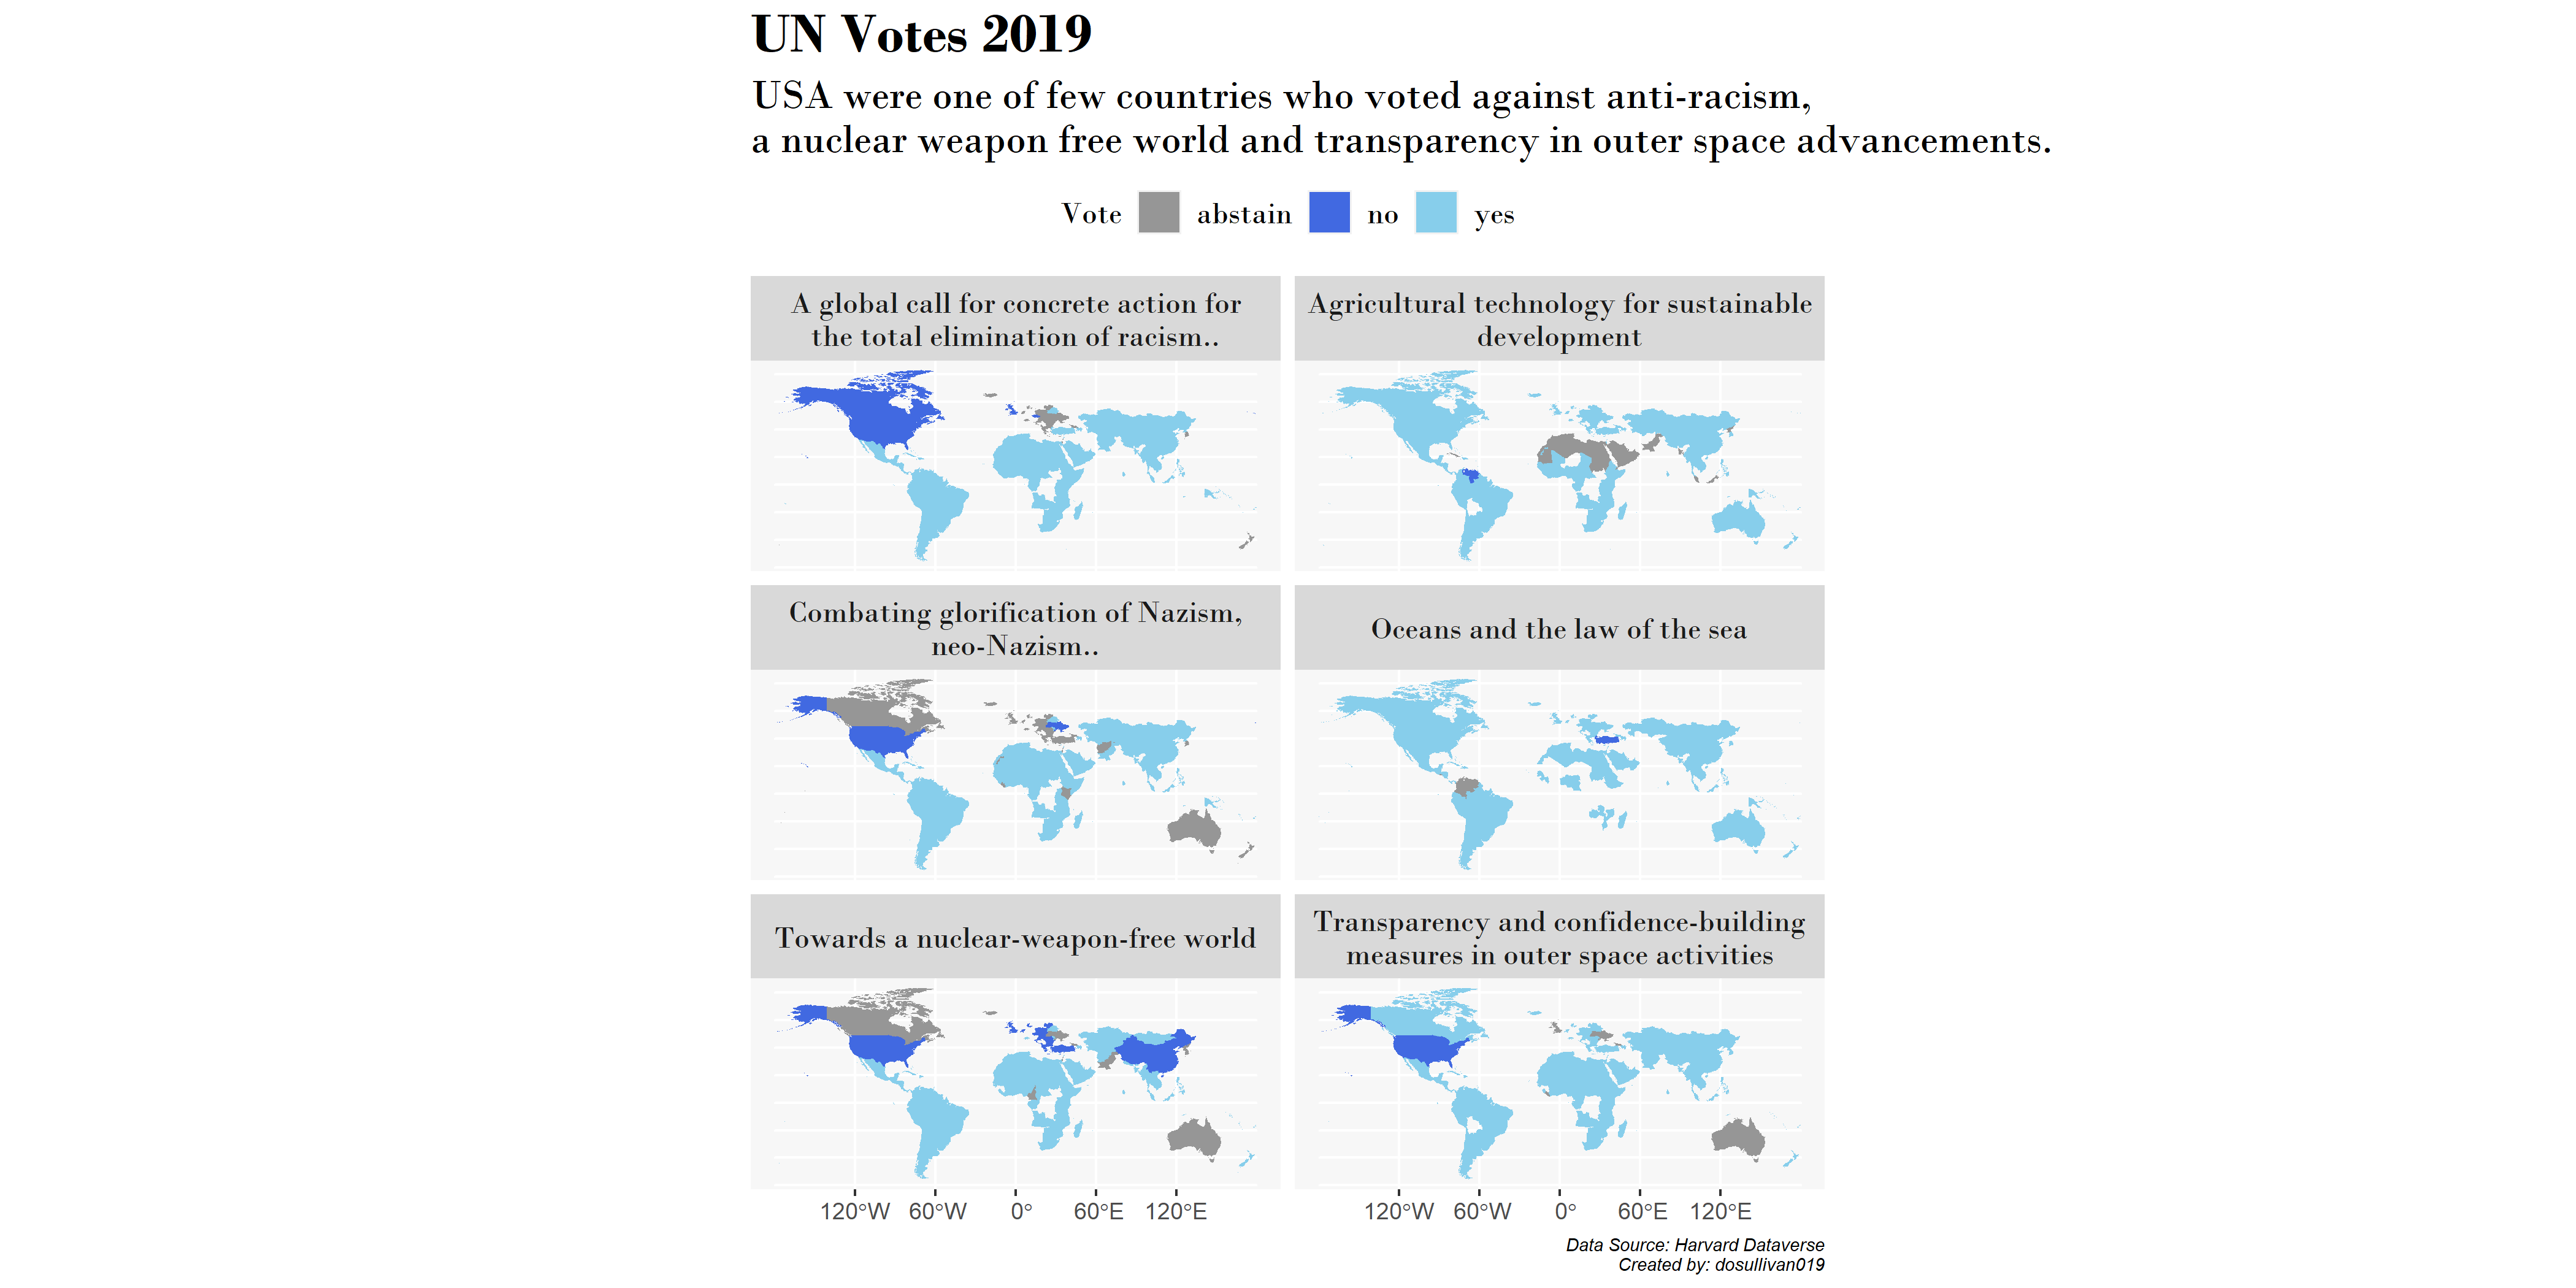 UN Votes 2019
USA were one of few countries who voted against anti-racism,
a nuclear weapon free world and transparency in outer space advancements.
Vote abstain no yes
A global call for concrete action for
the total elimination of racism..
Agricultural technology for sustainable
development
Combating glorification of Nazism,
neo-Nazism..
Oceans and the law of the sea
Towards a nuclear-weapon-free world
Transparency and confidence-building
measures in outer space activities
120°W 60°W 0° 60°E 120°E
120°W 60°W 0° 60°E 120°E
Data Source: Harvard Dataverse
Created by: dosullivan019